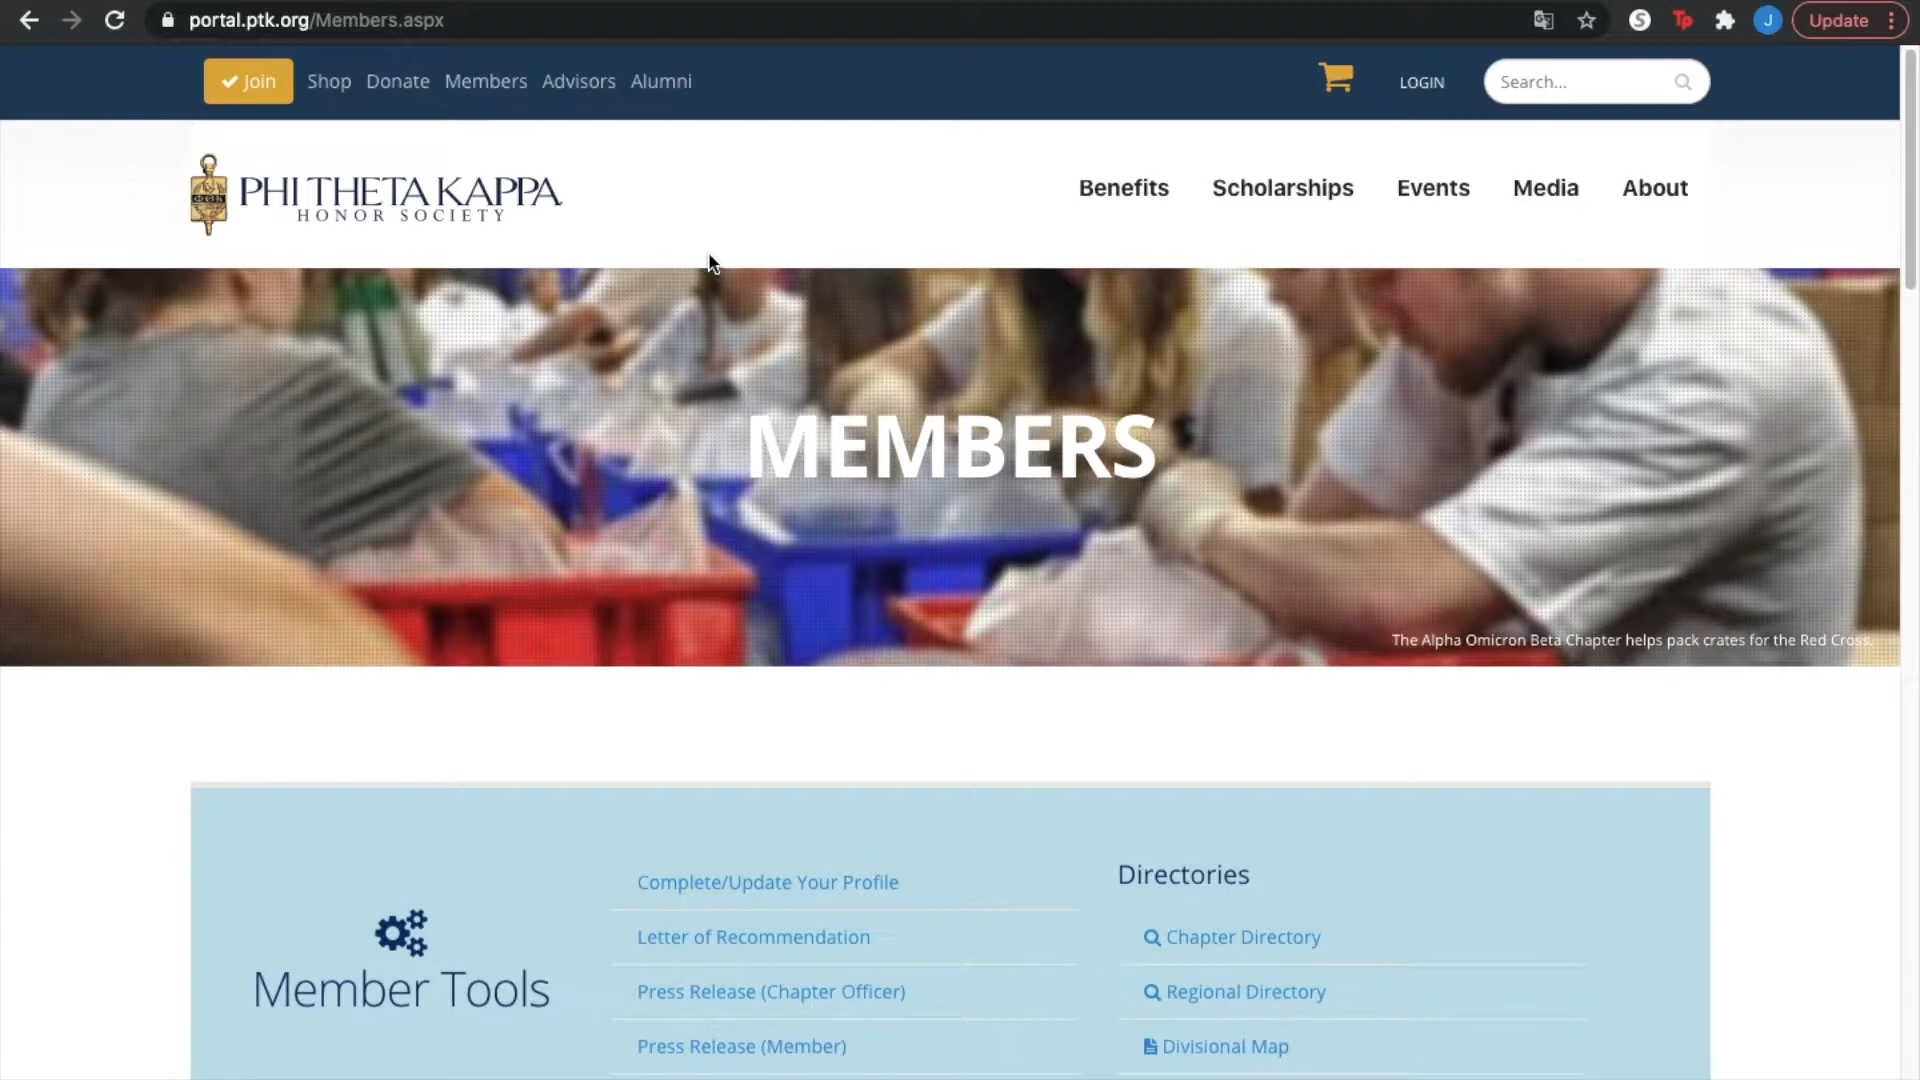 portal.ptk.org/Members.aspx
Tp
J
Update
Join
Shop
Donate
Members
Advisors
Alumni
LOGIN
Search...
PHI THETA KAPPA
HONOR SOCIETY
Benefits
Scholarships
Events
Media
About
MEMBERS
The Alpha Omicron Beta Chapter helps pack crates for the Red Cross.
Member Tools
Complete/Update Your Profile
Letter of Recommendation
Press Release (Chapter Officer)
Press Release (Member)
Directories
Chapter Directory
Regional Directory
Divisional Map